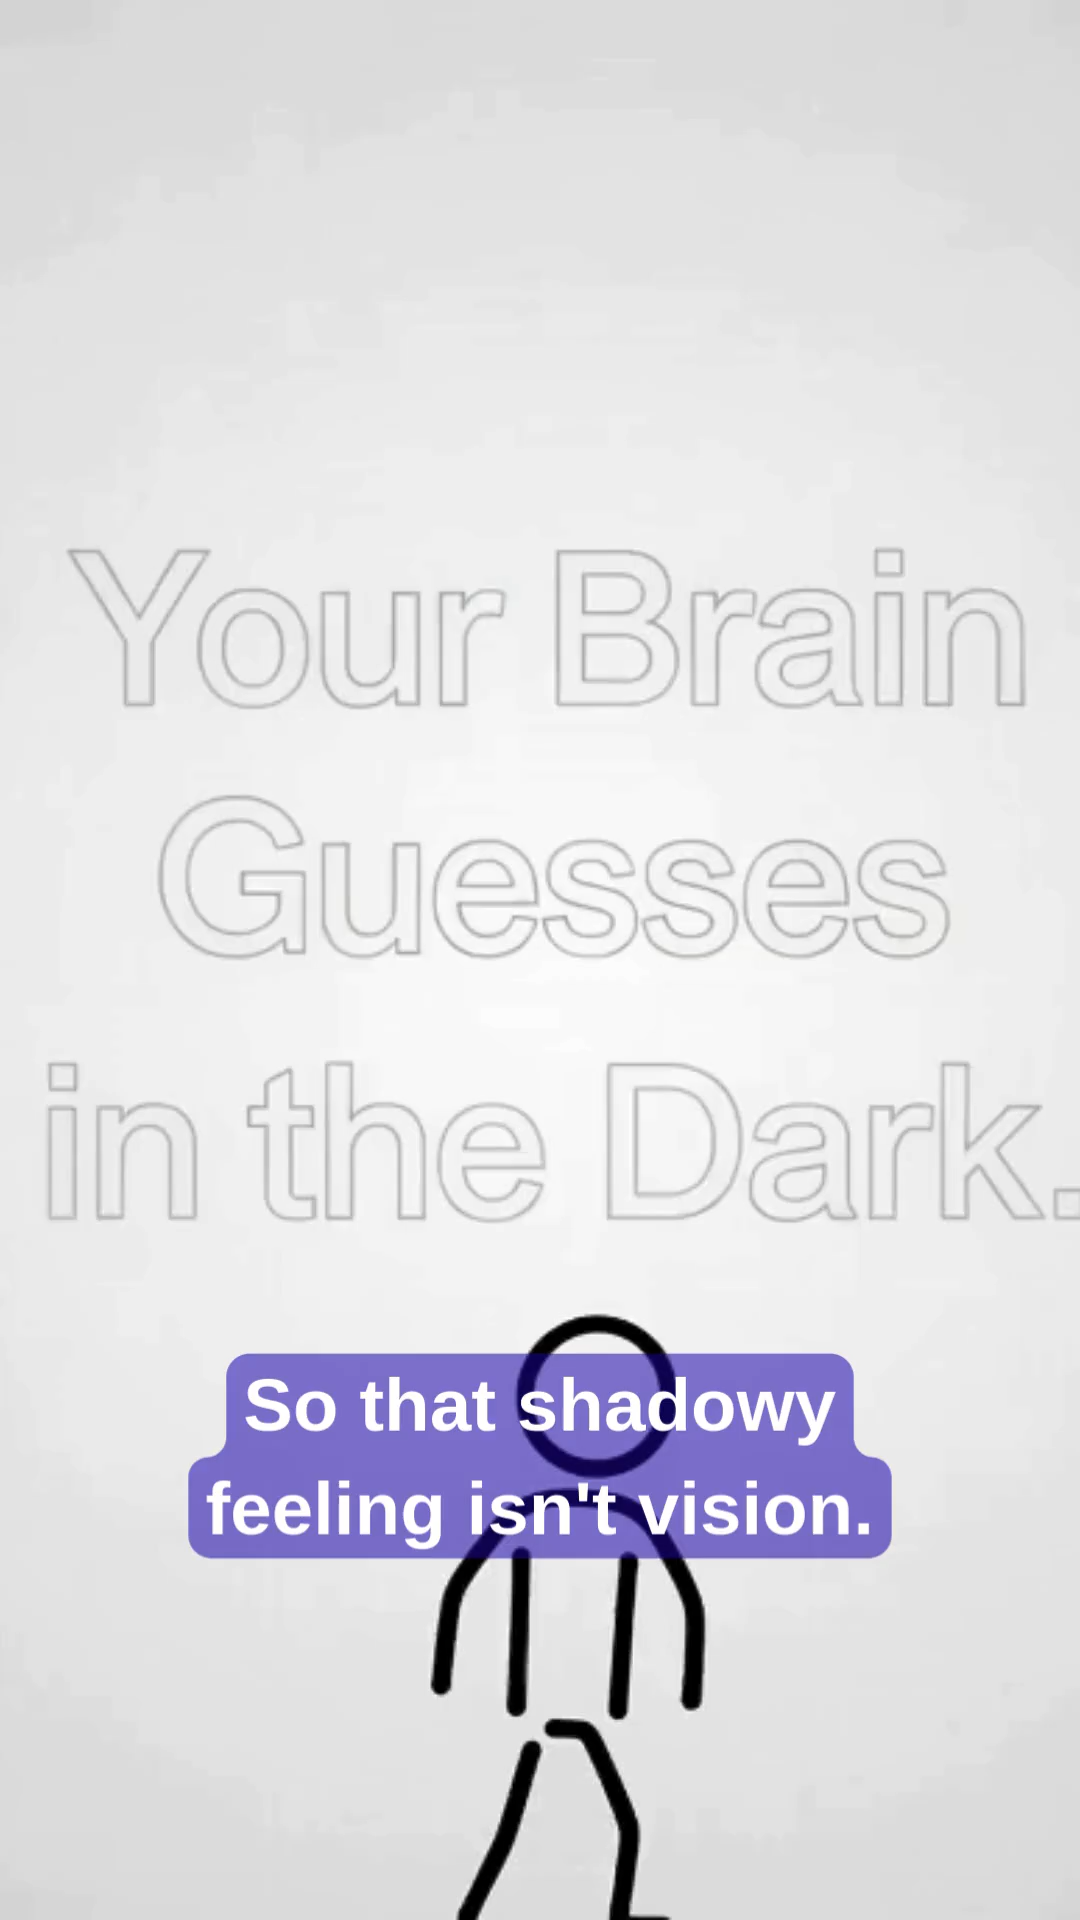 Your Brain
Guesses
in the Dark.
So that shadowy
feeling isn't vision.